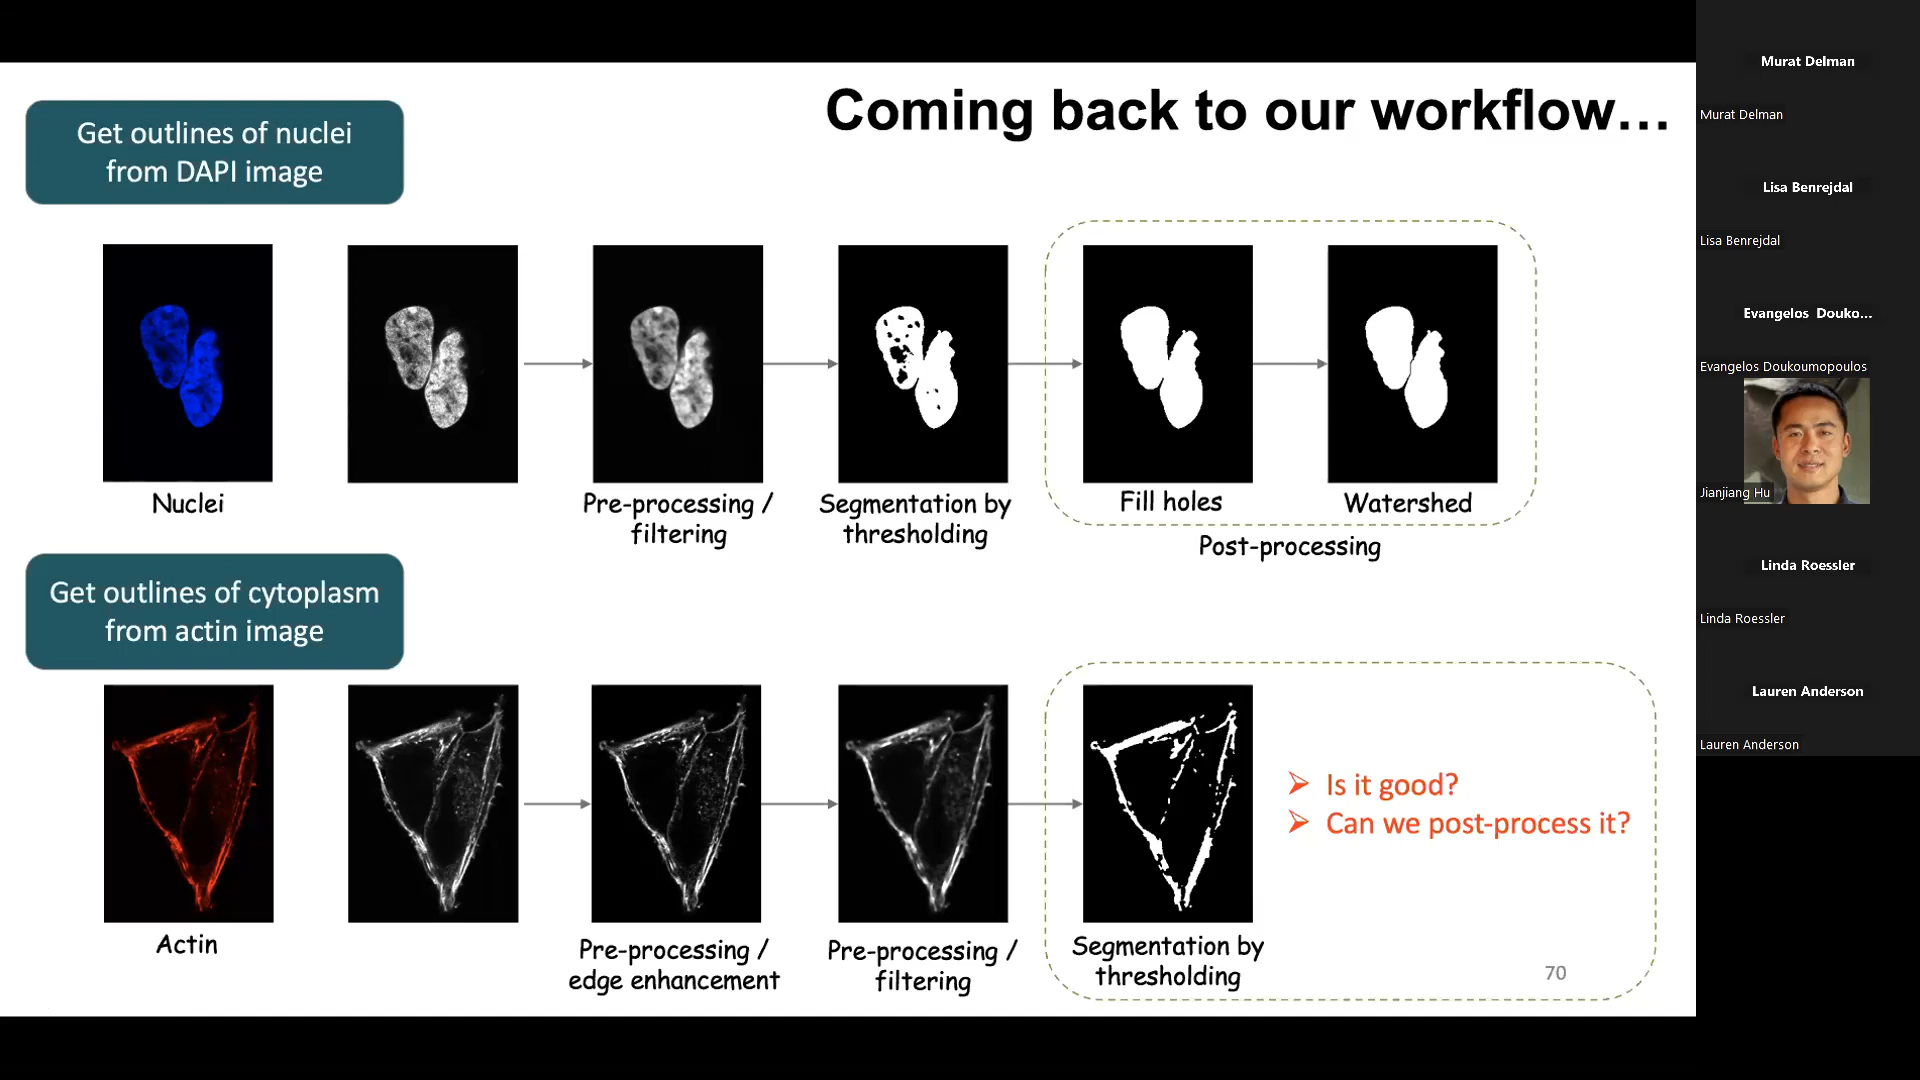 Coming back to our workflow...
Get outlines of nuclei
from DAPI image
Nuclei
Pre-processing /
filtering
Segmentation by
thresholding
Fill holes
Watershed
Post-processing
Get outlines of cytoplasm
from actin image
Actin
Pre-processing /
edge enhancement
Pre-processing /
filtering
Segmentation by
thresholding
➢ Is it good?
➢ Can we post-process it?
70
Murat Delman
Murat Delman
Lisa Benrejdal
Lisa Benrejdal
Evangelos Douko...
Evangelos Doukoumopoulos
Jianjiang Hu
Linda Roessler
Linda Roessler
Lauren Anderson
Lauren Anderson